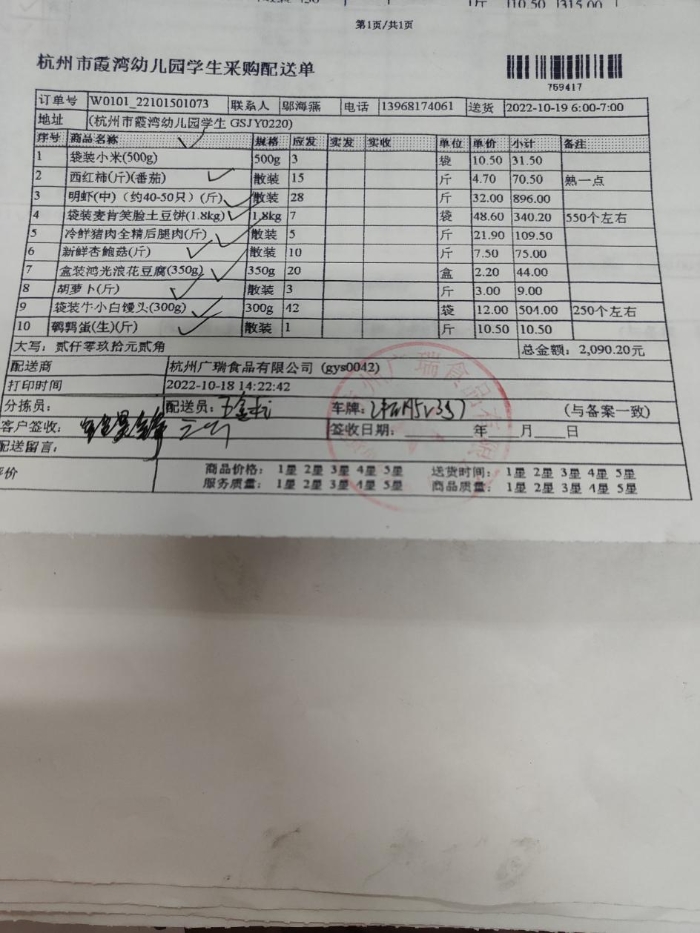 110.50 315.00
第1页/共1页
杭州市霞湾幼儿园学生采购配送单
769417
订单号 W0101_22101501073 联系人 邬海燕 电话 13968174061 送货 2022-10-19 6:00-7:00
地址 (杭州市霞湾幼儿园学生 GSJY0220)
序号 商品名称 规格 应发 实发 实收 单位 单价 小计 备注
1 袋装小米(500g) 500g 3 袋 10.50 31.50
2 西红柿(斤)(番茄) 散装 15 斤 4.70 70.50 熟一点
3 明虾(中)(约40-50只)(斤) 散装 28 斤 32.00 896.00
4 袋装麦肯笑脸土豆饼(1.8kg) 1.8kg 7 袋 48.60 340.20 550个左右
5 冷鲜猪肉全精后腿肉(斤) 散装 5 斤 21.90 109.50
6 新鲜杏鲍菇(斤) 散装 10 斤 7.50 75.00
7 盒装鸿光浪花豆腐(350g) 350g 20 盒 2.20 44.00
8 胡萝卜(斤) 散装 3 斤 3.00 9.00
9 袋装牛小白馒头(300g) 300g 42 袋 12.00 504.00 250个左右
10 鹌鹑蛋(生)(斤) 散装 1 斤 10.50 10.50
大写: 贰仟零玖拾元贰角 总金额: 2,090.20元
配送商 杭州广瑞食品有限公司 (gys0042)
打印时间 2022-10-18 14:22:42
分拣员: 配送员: 车牌: (与备案一致)
客户签收: 签收日期: 年 月 日
配送留言:
评价 商品价格: 1星 2星 3星 4星 5星 送货时间: 1星 2星 3星 4星 5星
服务质量: 1星 2星 3星 4星 5星 商品质量: 1星 2星 3星 4星 5星